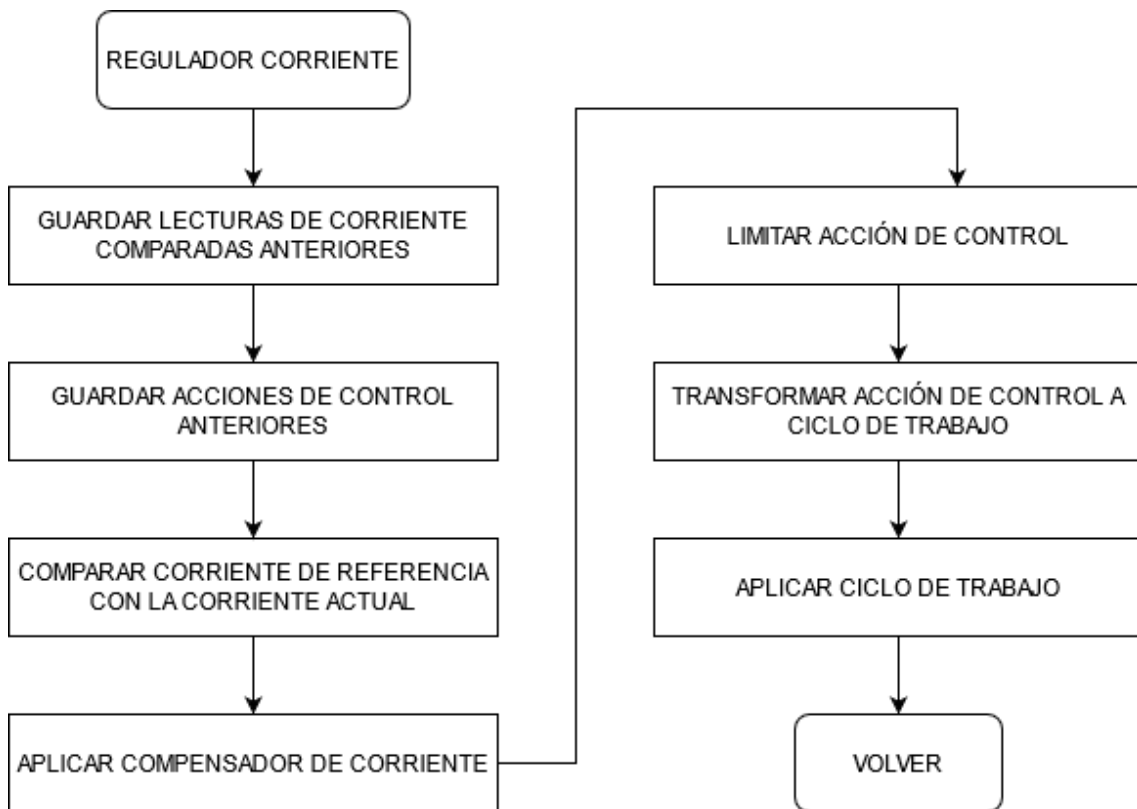 REGULADOR CORRIENTE
GUARDAR LECTURAS DE CORRIENTE
COMPARADAS ANTERIORES
GUARDAR ACCIONES DE CONTROL
ANTERIORES
COMPARAR CORRIENTE DE REFERENCIA
CON LA CORRIENTE ACTUAL
APLICAR COMPENSADOR DE CORRIENTE
LIMITAR ACCIÓN DE CONTROL
TRANSFORMAR ACCIÓN DE CONTROL A
CICLO DE TRABAJO
APLICAR CICLO DE TRABAJO
VOLVER